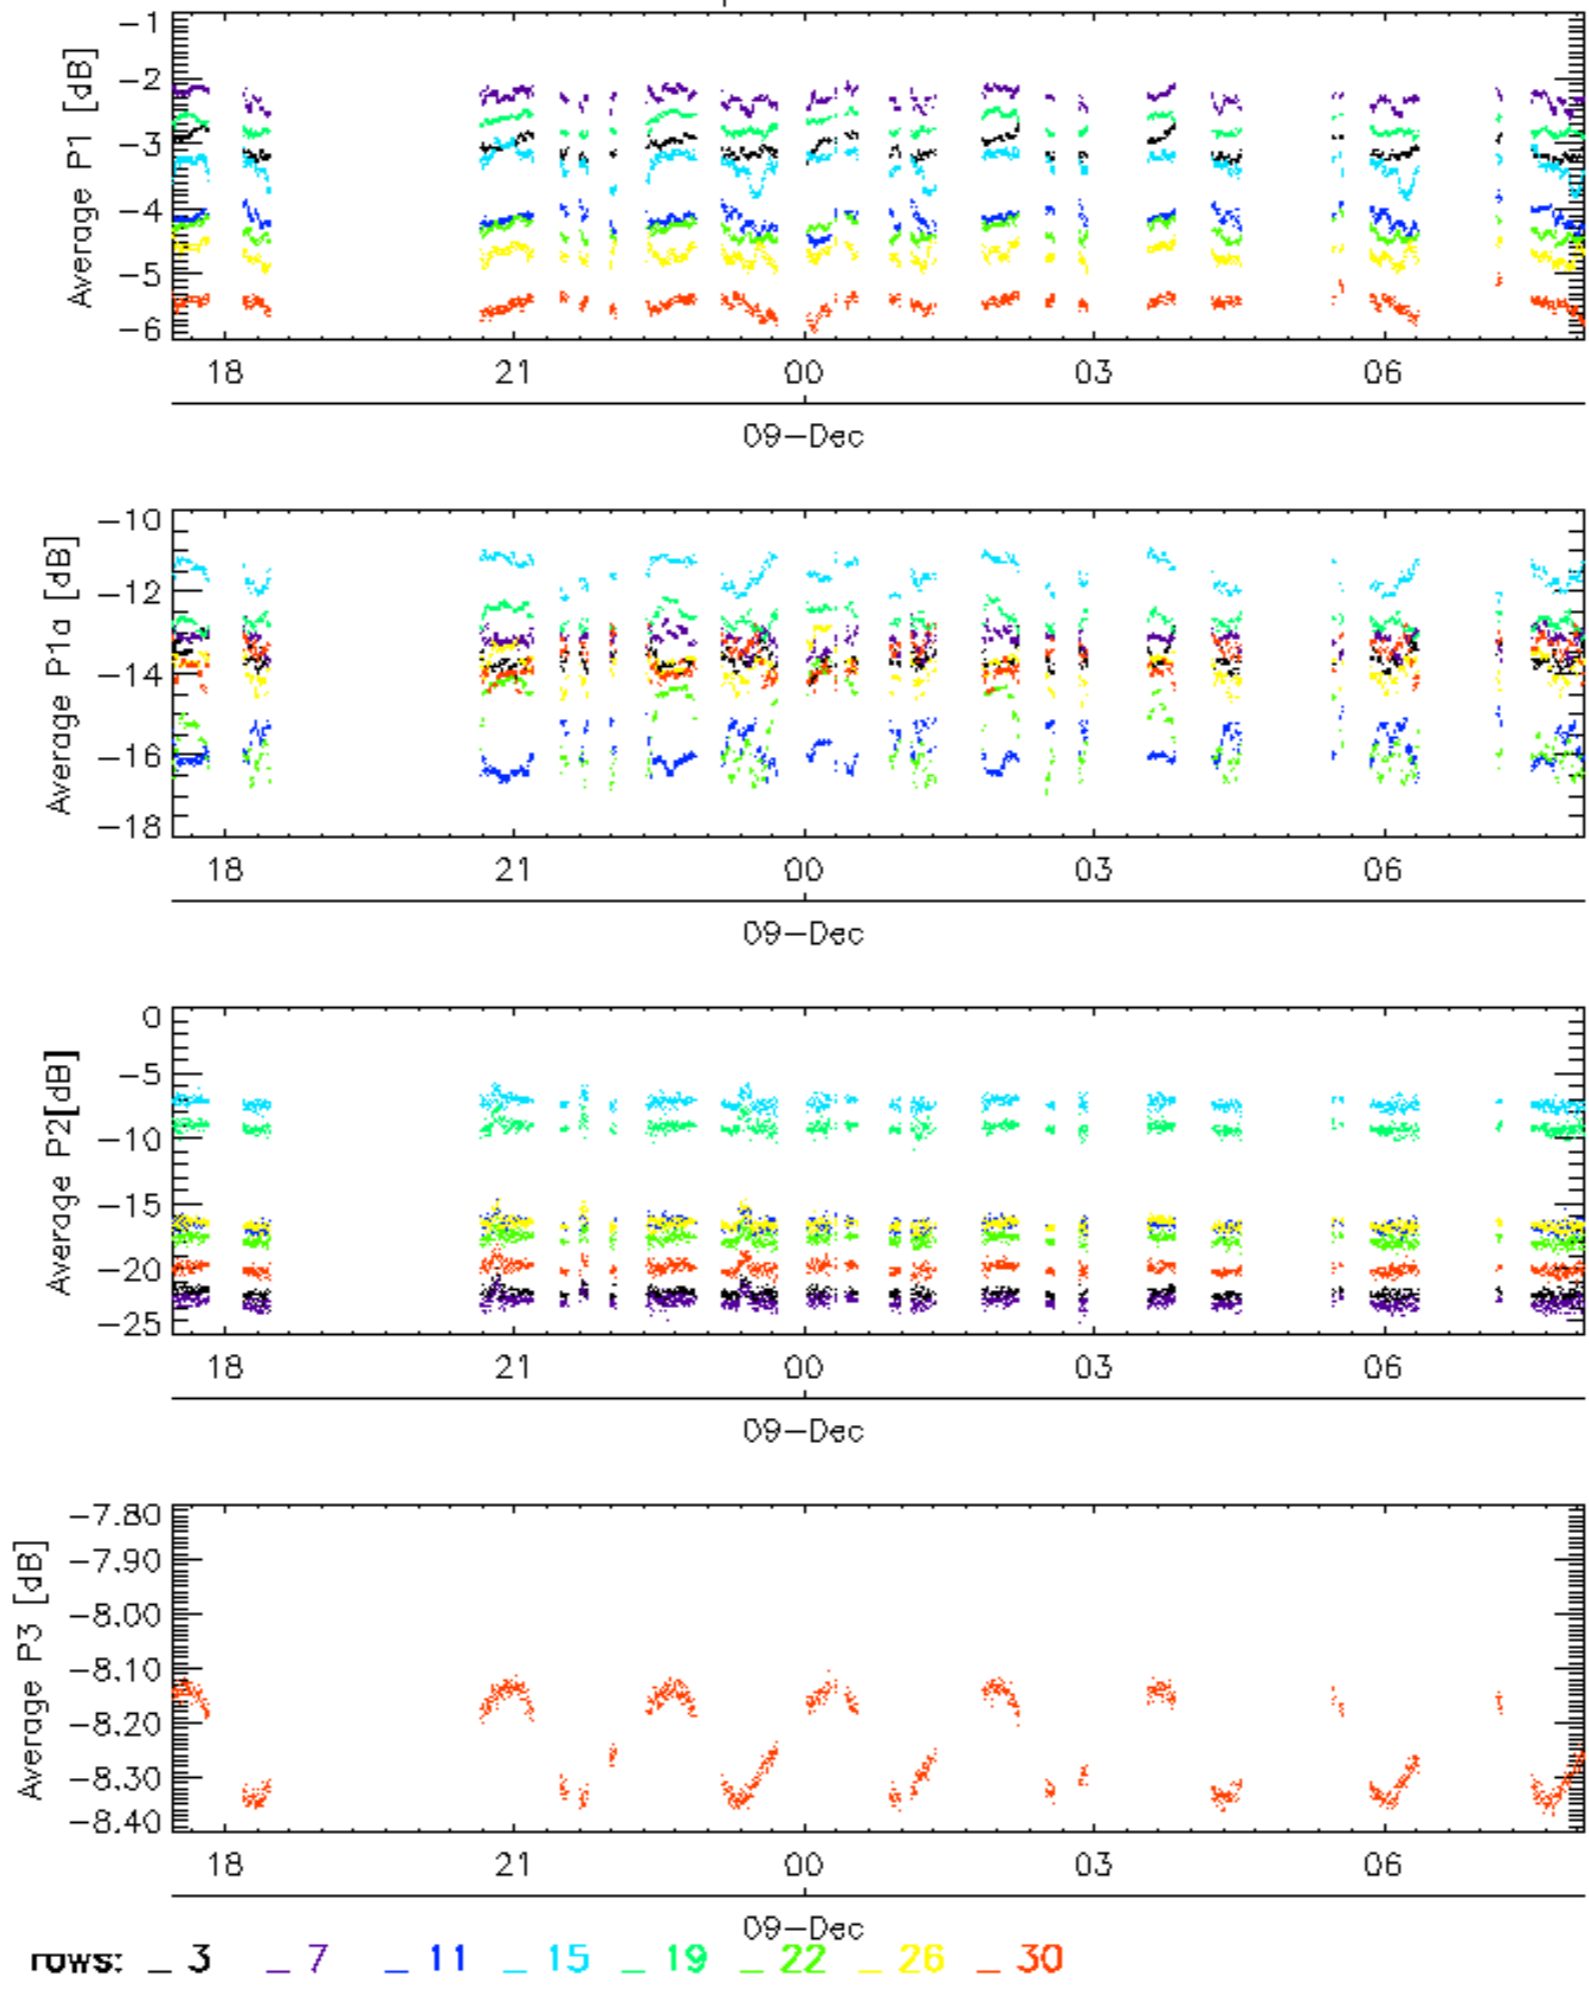 Average P1 [dB]
-1
-2
-3
-4
-5
-6
18 21 00 03 06
09-Dec
Average P1a [dB]
-10
-12
-14
-16
-18
18 21 00 03 06
09-Dec
Average P2[dB]
0
-5
-10
-15
-20
-25
18 21 00 03 06
09-Dec
Average P3 [dB]
-7.80
-7.90
-8.00
-8.10
-8.20
-8.30
-8.40
18 21 00 03 06
09-Dec
rows: _ 3 _ 7 _ 11 _ 15 _ 19 _ 22 _ 26 _ 30